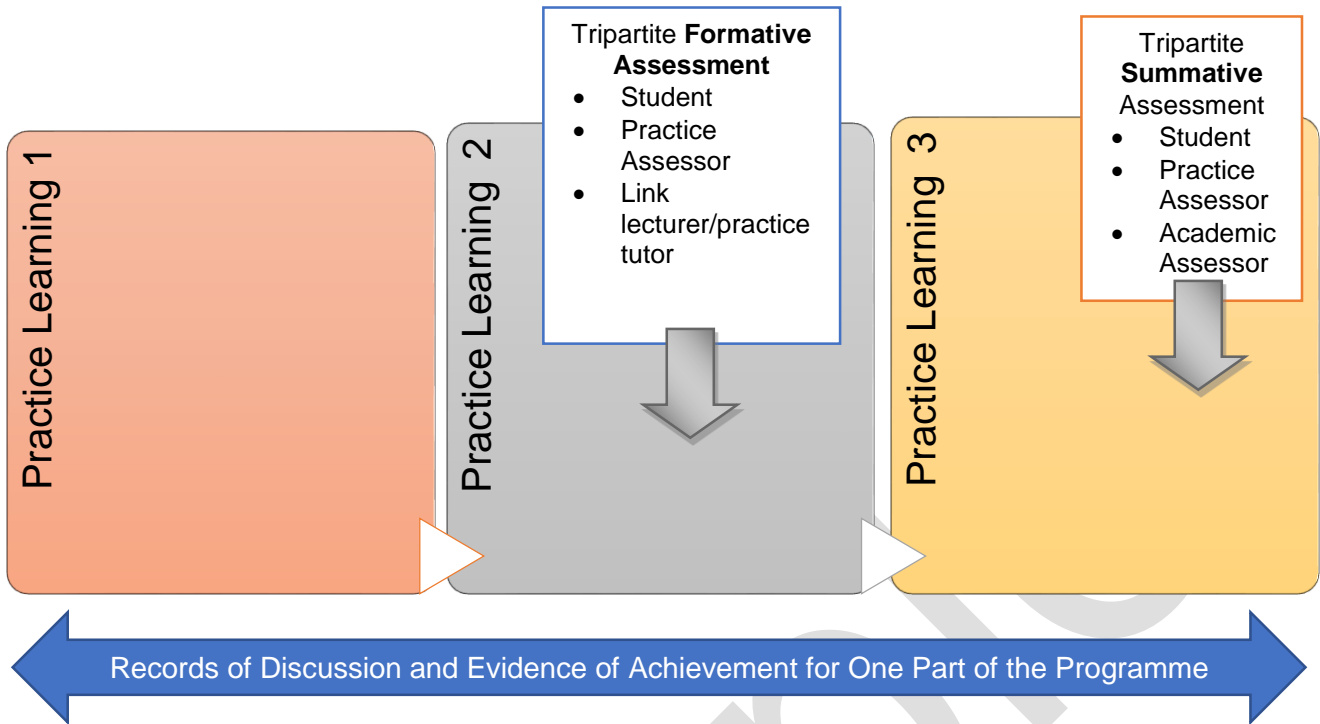 Practice Learning 1
Practice Learning 2
Tripartite Formative
Assessment
• Student
• Practice
Assessor
• Link
lecturer/practice
tutor
Practice Learning 3
Tripartite
Summative
Assessment
• Student
• Practice
Assessor
• Academic
Assessor
Records of Discussion and Evidence of Achievement for One Part of the Programme